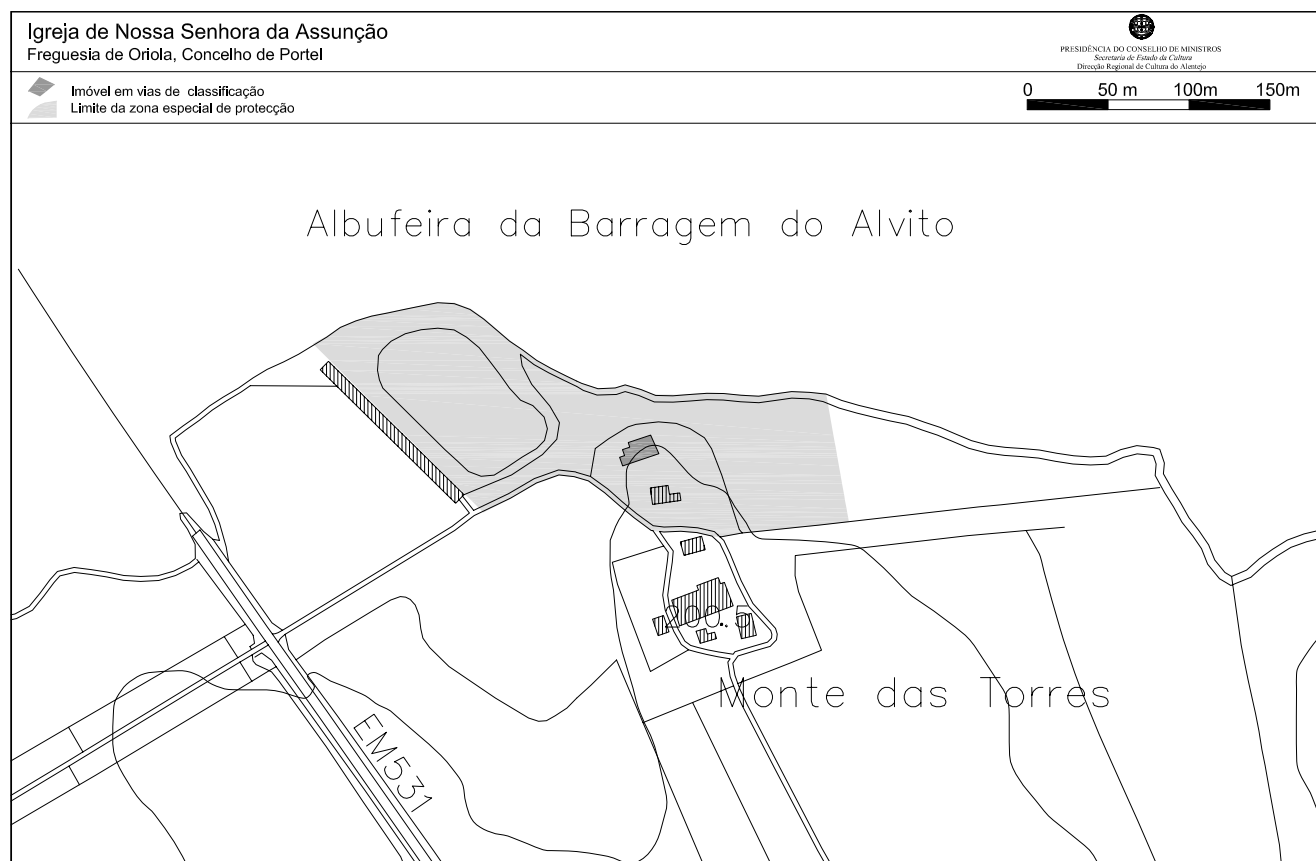 Igreja de Nossa Senhora da Assunção
Freguesia de Oriola, Concelho de Portel
PRESIDÊNCIA DO CONSELHO DE MINISTROS
Secretaria de Estado da Cultura
Direcção Regional de Cultura do Alentejo
Imóvel em vias de classificação
Limite da zona especial de protecção
0 50 m 100m 150m
Albufeira da Barragem do Alvito
200.5
Monte das Torres
EM531